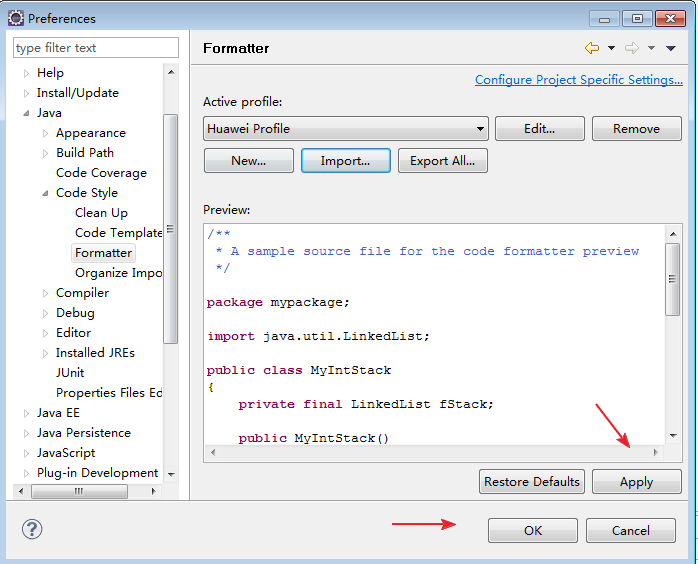 Preferences
type filter text
Help
Install/Update
Java
Appearance
Build Path
Code Coverage
Code Style
Clean Up
Code Template
Formatter
Organize Impo
Compiler
Debug
Editor
Installed JREs
JUnit
Properties Files Ed
Java EE
Java Persistence
JavaScript
Plug-in Development
Formatter
Configure Project Specific Settings...
Active profile:
Huawei Profile
Edit...
Remove
New...
Import...
Export All...
Preview:
/**
* A sample source file for the code formatter preview
*/
package mypackage;
import java.util.LinkedList;
public class MyIntStack
{
private final LinkedList fStack;
public MyIntStack()
Restore Defaults
Apply
?
OK
Cancel